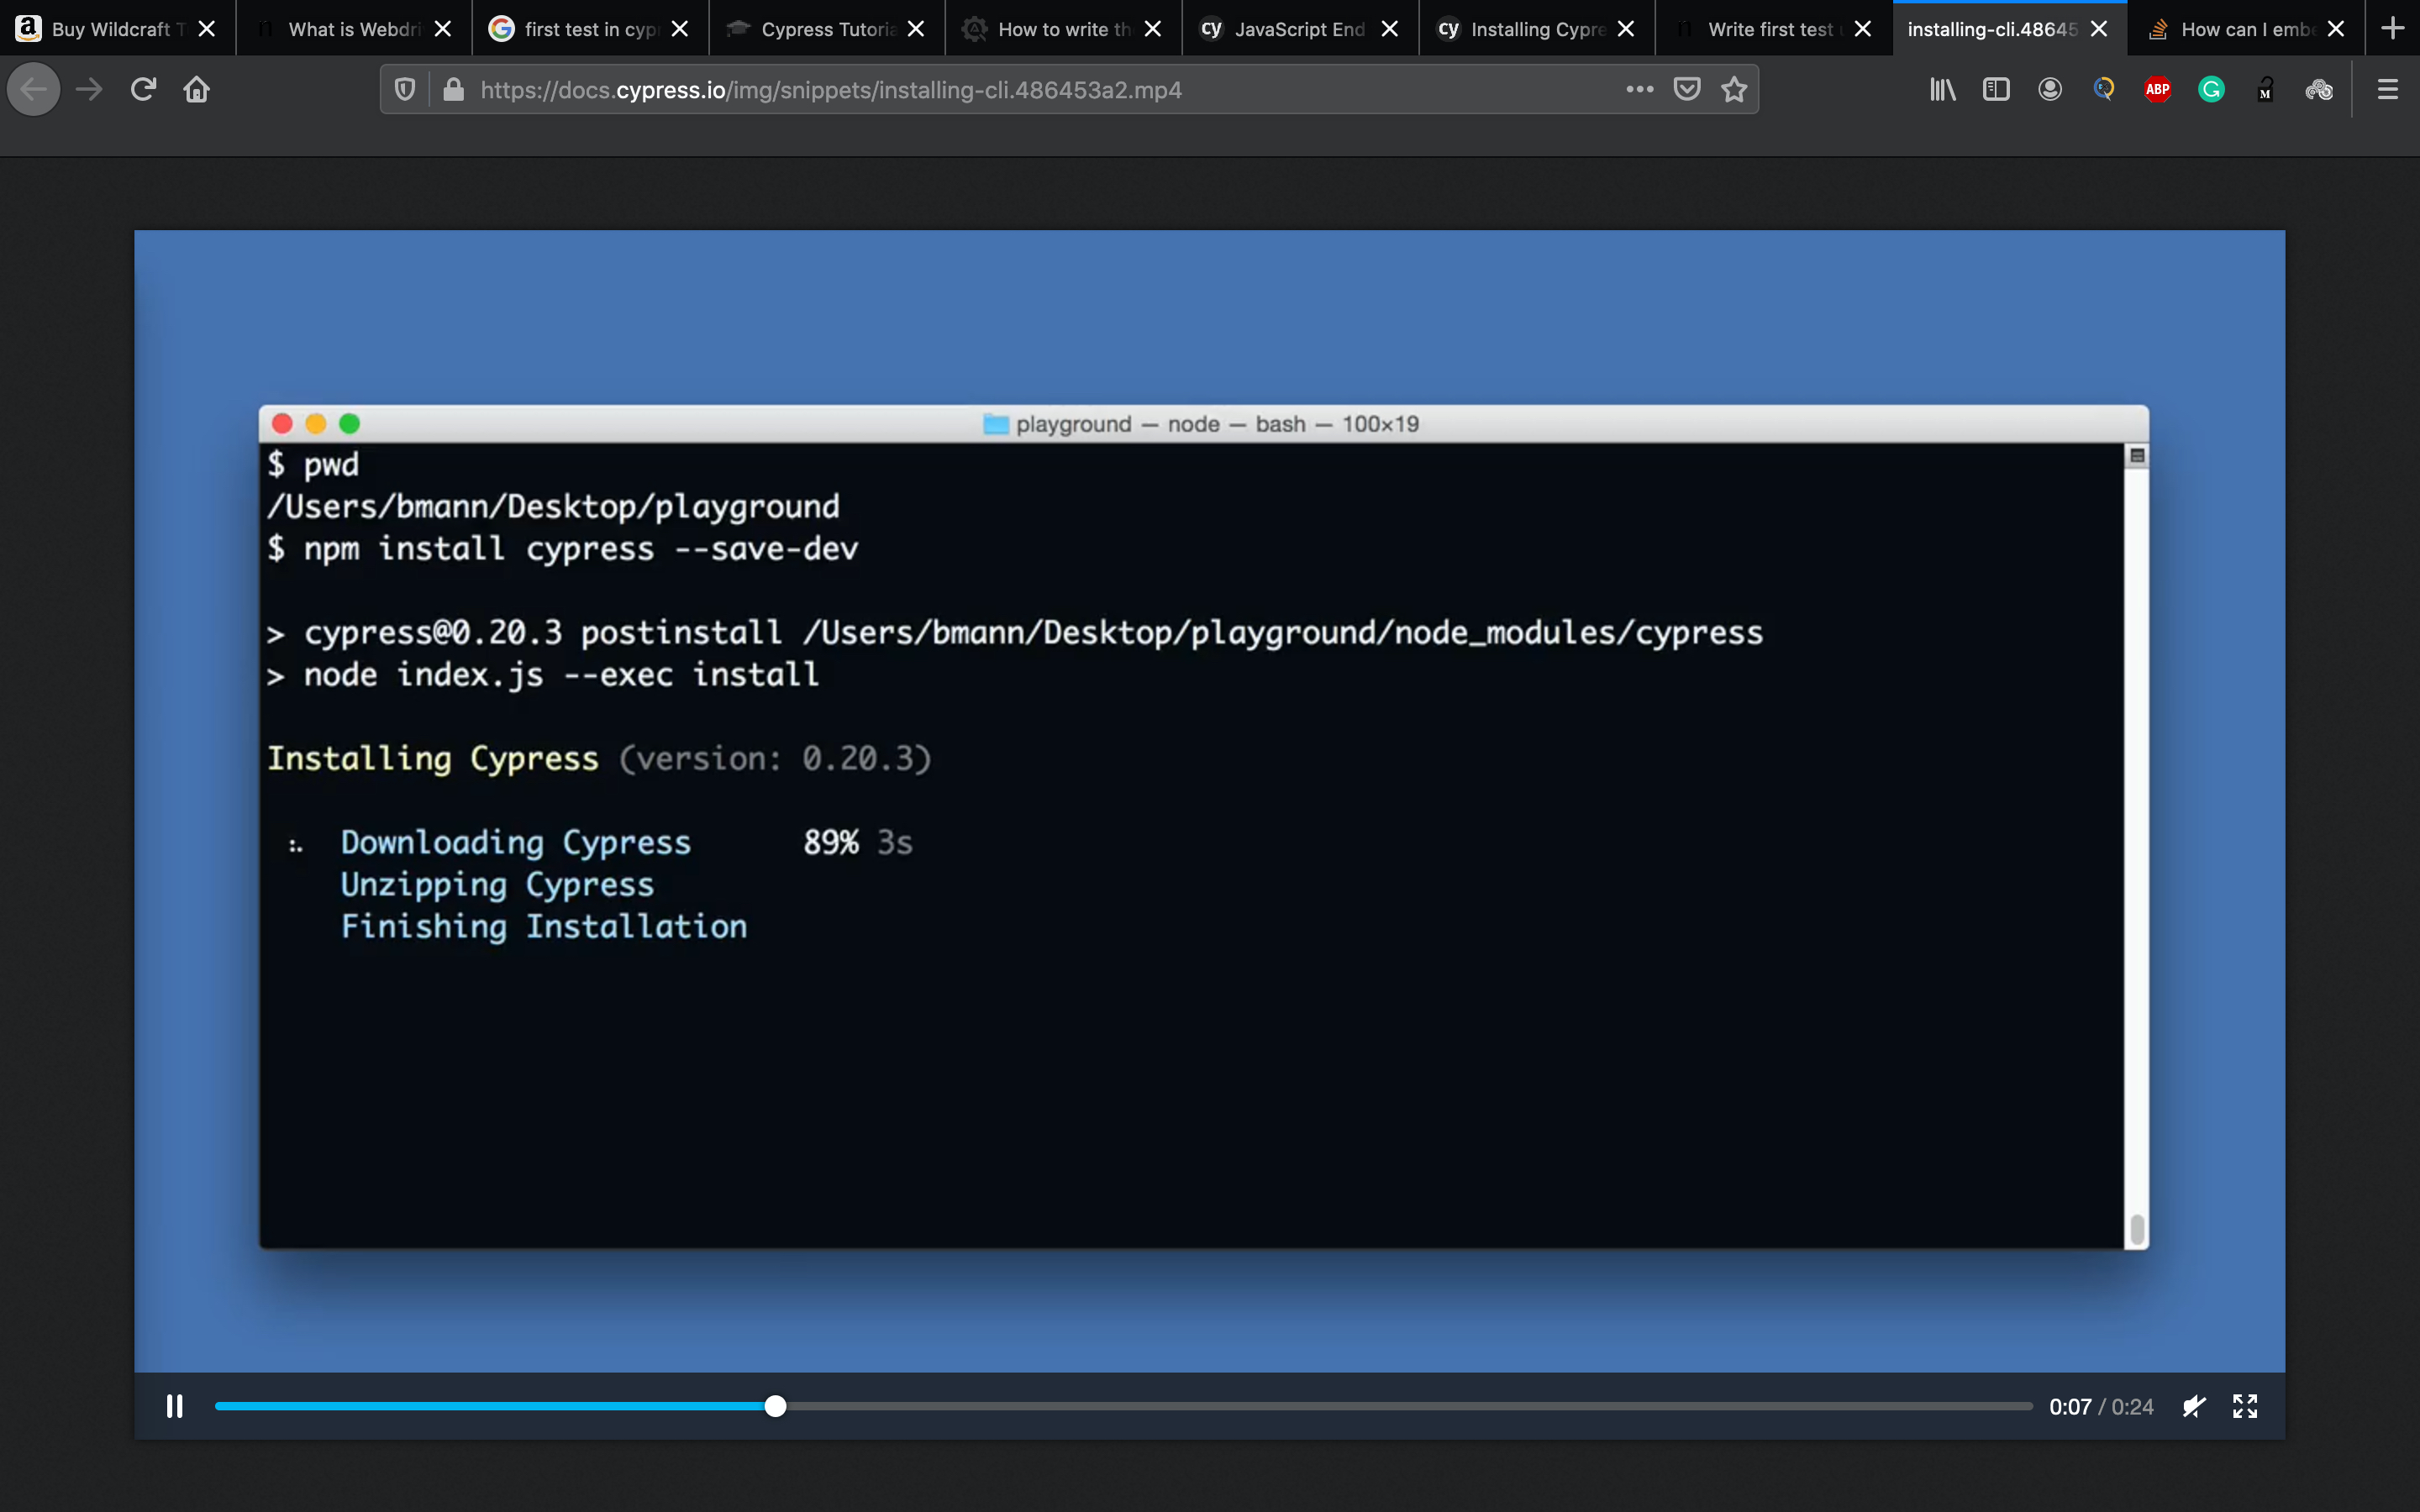 Buy Wildcraft T
What is Webdri
first test in cyp
Cypress Tutoria
How to write th
cy JavaScript End
cy Installing Cypre
Write first test u
installing-cli.48645
How can I embe
https://docs.cypress.io/img/snippets/installing-cli.486453a2.mp4
ABP
G
M
playground — node — bash — 100×19
$ pwd
/Users/bmann/Desktop/playground
$ npm install cypress --save-dev
> cypress@0.20.3 postinstall /Users/bmann/Desktop/playground/node_modules/cypress
> node index.js --exec install
Installing Cypress (version: 0.20.3)
Downloading Cypress 89% 3s
Unzipping Cypress
Finishing Installation
0:07 / 0:24